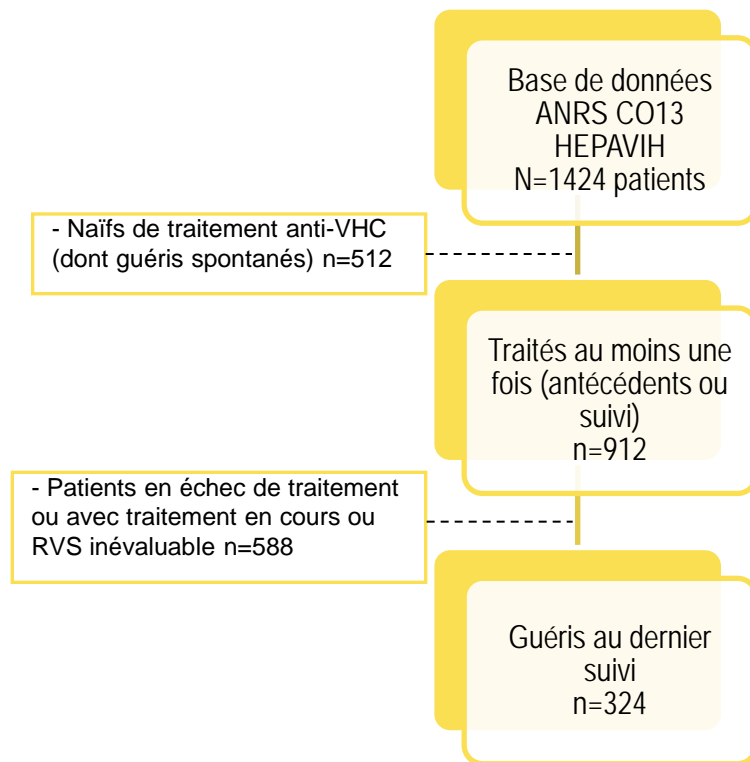 Base de données
ANRS CO13
HEPAVIH
N=1424 patients
- Naïfs de traitement anti-VHC
(dont guéris spontanés) n=512
Traités au moins une
fois (antécédents ou
suivi)
n=912
- Patients en échec de traitement
ou avec traitement en cours ou
RVS inévaluable n=588
Guéris au dernier
suivi
n=324